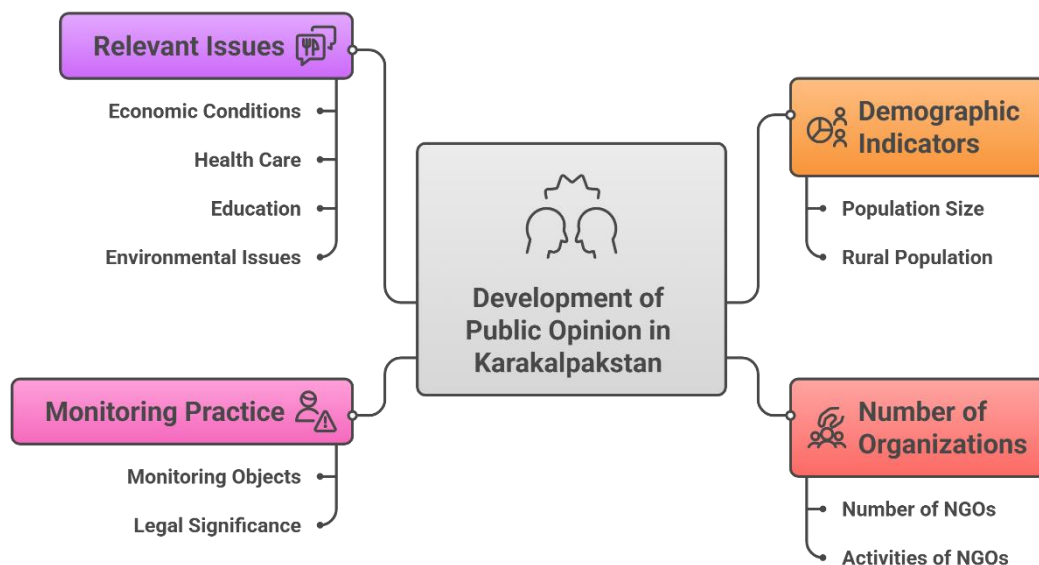 Relevant Issues
Economic Conditions
Health Care
Education
Environmental Issues
Monitoring Practice
Monitoring Objects
Legal Significance
Development of
Public Opinion in
Karakalpakstan
Demographic
Indicators
Population Size
Rural Population
Number of
Organizations
Number of NGOs
Activities of NGOs